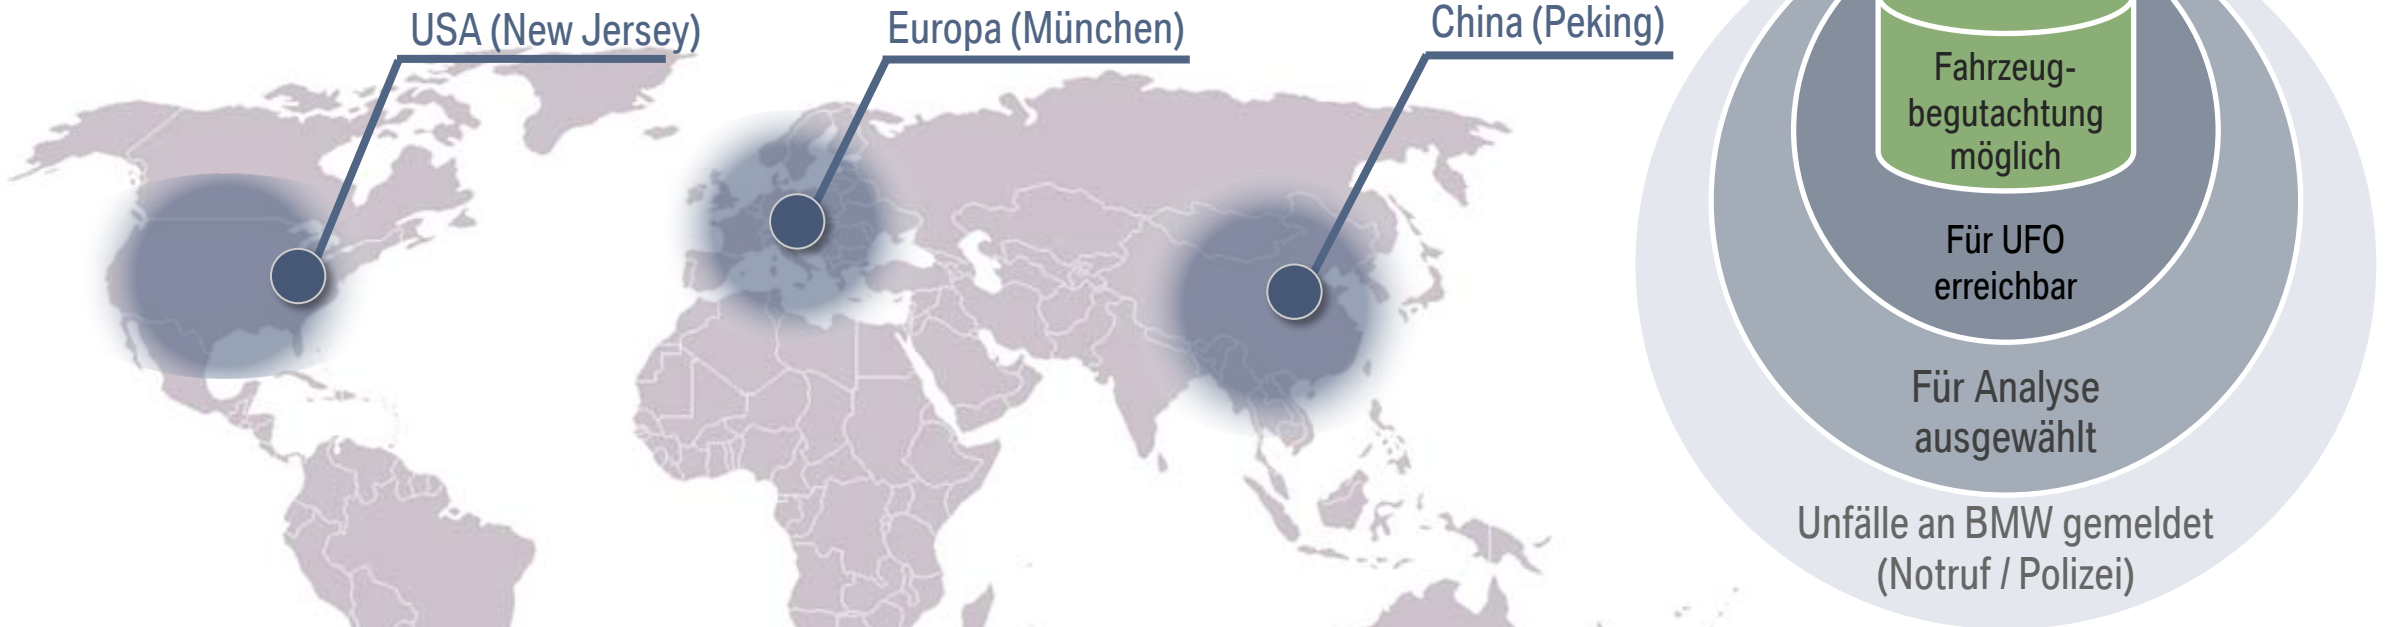 USA (New Jersey)
Europa (München)
China (Peking)
Fahrzeug-
begutachtung
möglich
Für UFO
erreichbar
Für Analyse
ausgewählt
Unfälle an BMW gemeldet
(Notruf / Polizei)